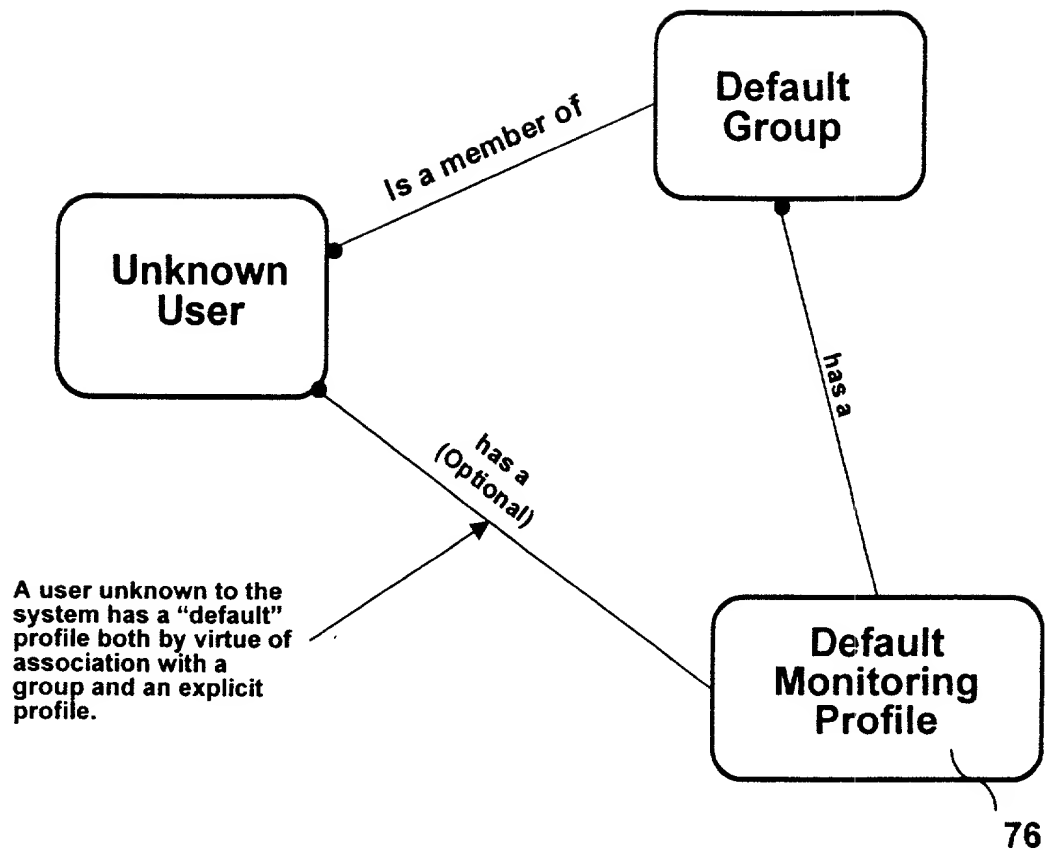 Default
Group
Is a member of
Unknown
User
has a
has a
(Optional)
A user unknown to the
system has a “default”
profile both by virtue of
association with a
group and an explicit
profile.
Default
Monitoring
Profile
76